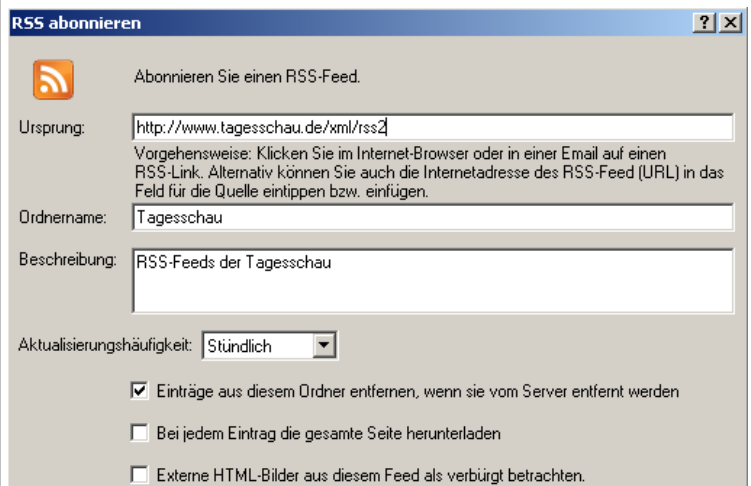 RSS abonnieren
Abonnieren Sie einen RSS-Feed.
Ursprung: http://www.tagesschau.de/xml/rss2
Vorgehensweise: Klicken Sie im Internet-Browser oder in einer Email auf einen
RSS-Link. Alternativ können Sie auch die Internetadresse des RSS-Feed (URL) in das
Feld für die Quelle eintippen bzw. einfügen.
Ordnername: Tagesschau
Beschreibung: RSS-Feeds der Tagesschau
Aktualisierungshäufigkeit: Stündlich
Einträge aus diesem Ordner entfernen, wenn sie vom Server entfernt werden
Bei jedem Eintrag die gesamte Seite herunterladen
Externe HTML-Bilder aus diesem Feed als verbürgt betrachten.